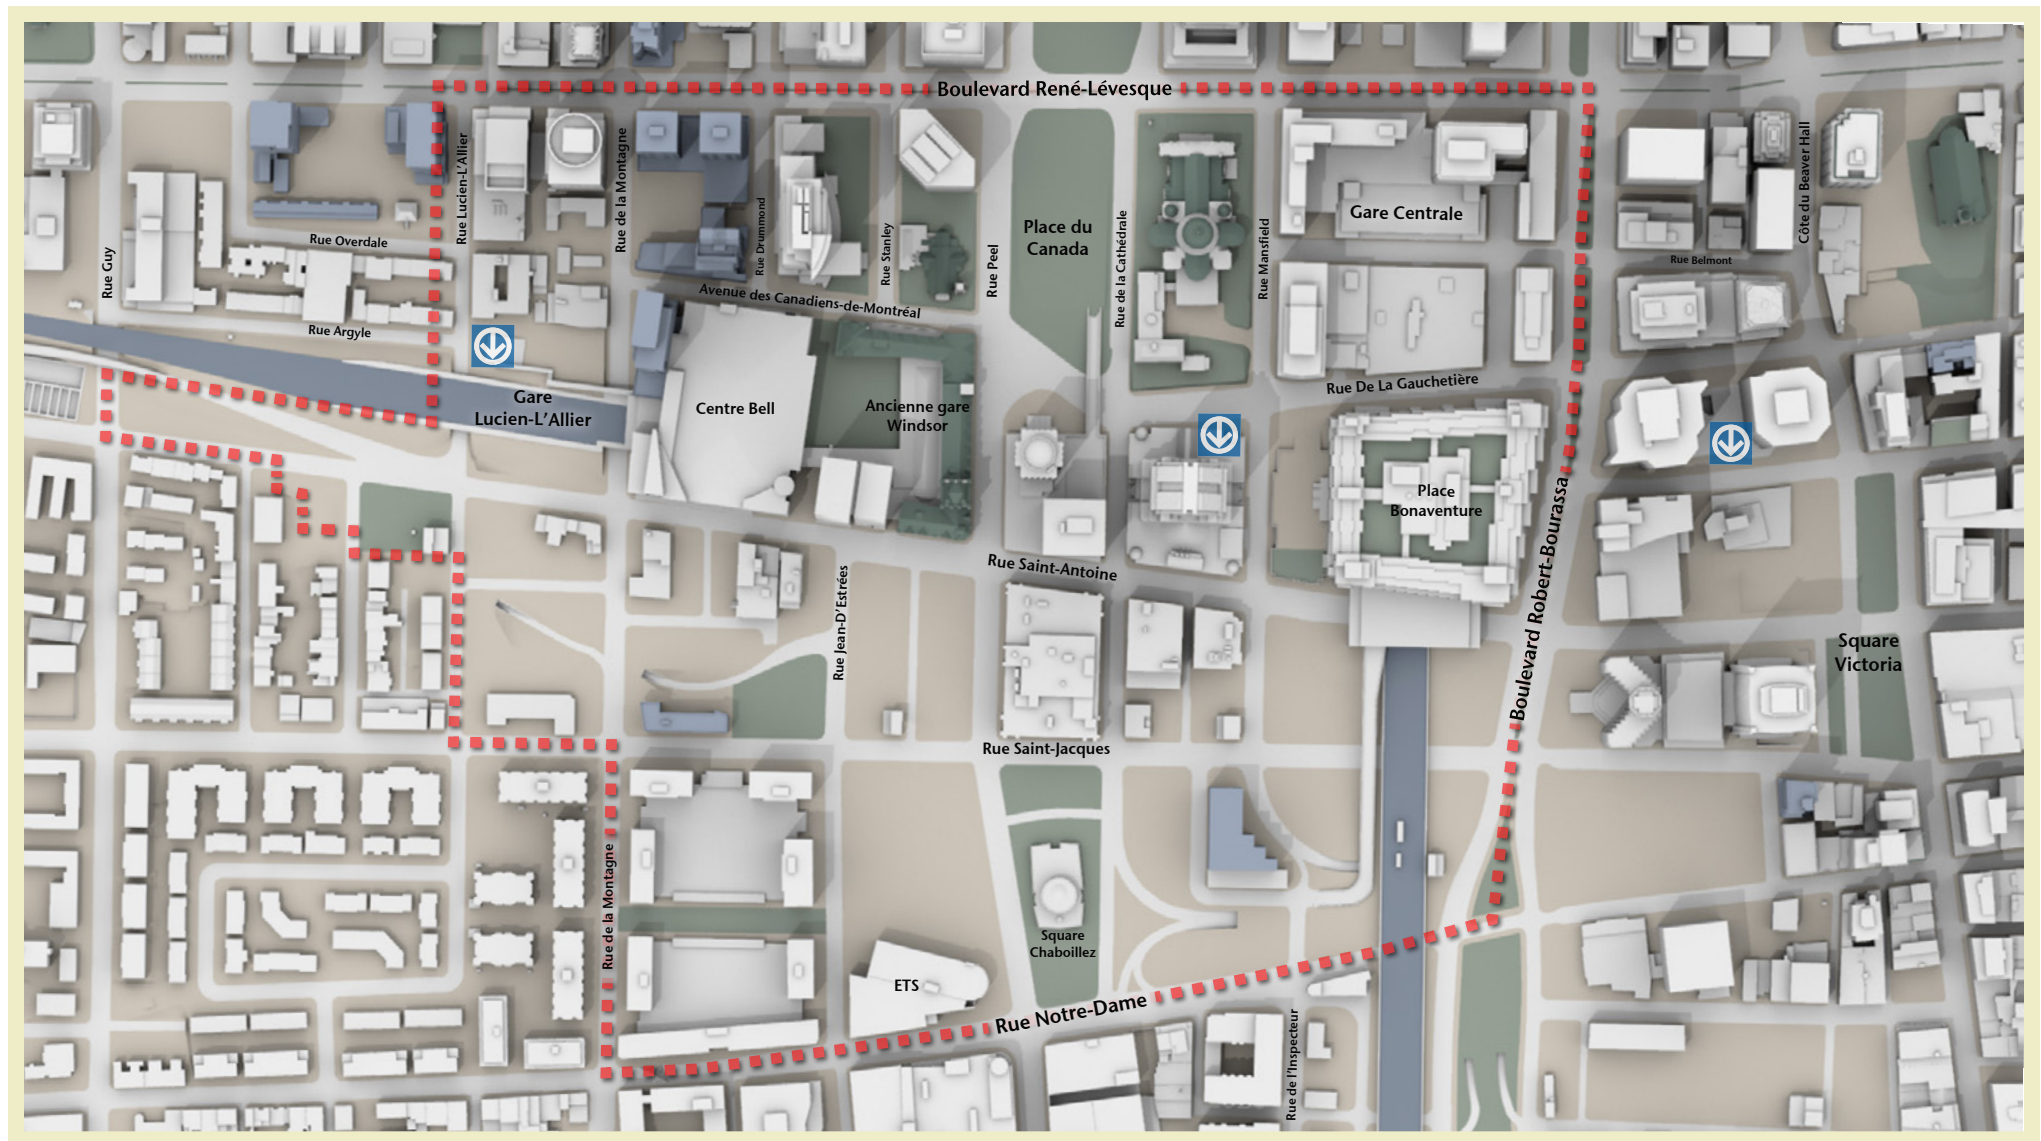 Boulevard René-Lévesque
Rue Lucien-L'Allier
Rue de la Montagne
Rue Drummond
Rue Stanley
Rue Peel
Place du
Canada
Rue de la Cathédrale
Rue Mansfield
Gare Centrale
Côte du Beaver Hall
Rue Belmont
Rue Guy
Rue Overdale
Rue Argyle
Avenue des Canadiens-de-Montréal
Gare
Lucien-L'Allier
Centre Bell
Ancienne gare
Windsor
Rue De La Gauchetière
Place
Bonaventure
Boulevard Robert-Bourassa
Rue Saint-Antoine
Rue Jean-D'Estrées
Square
Victoria
Rue Saint-Jacques
Rue de la Montagne
Square
Chaboillez
ETS
Rue Notre-Dame
Rue de l'Inspecteur